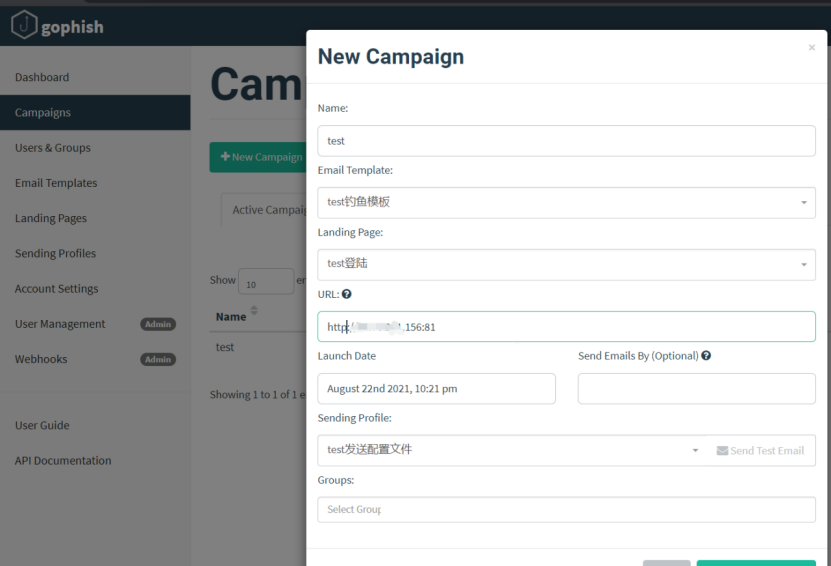 gophish
New Campaign
×
Dashboard
Campaigns
Users & Groups
Email Templates
Landing Pages
Sending Profiles
Account Settings
User Management Admin
Webhooks Admin
User Guide
API Documentation
Cam
New Campaign
Active Campaig
Show 10 en
Name
test
Showing 1 to 1 of 1 e
Name:
test
Email Template:
test钓鱼模板
Landing Page:
test登陆
URL:
http:/ .156:81
Launch Date
Send Emails By (Optional)
August 22nd 2021, 10:21 pm
Sending Profile:
test发送配置文件
Send Test Email
Groups:
Select Group